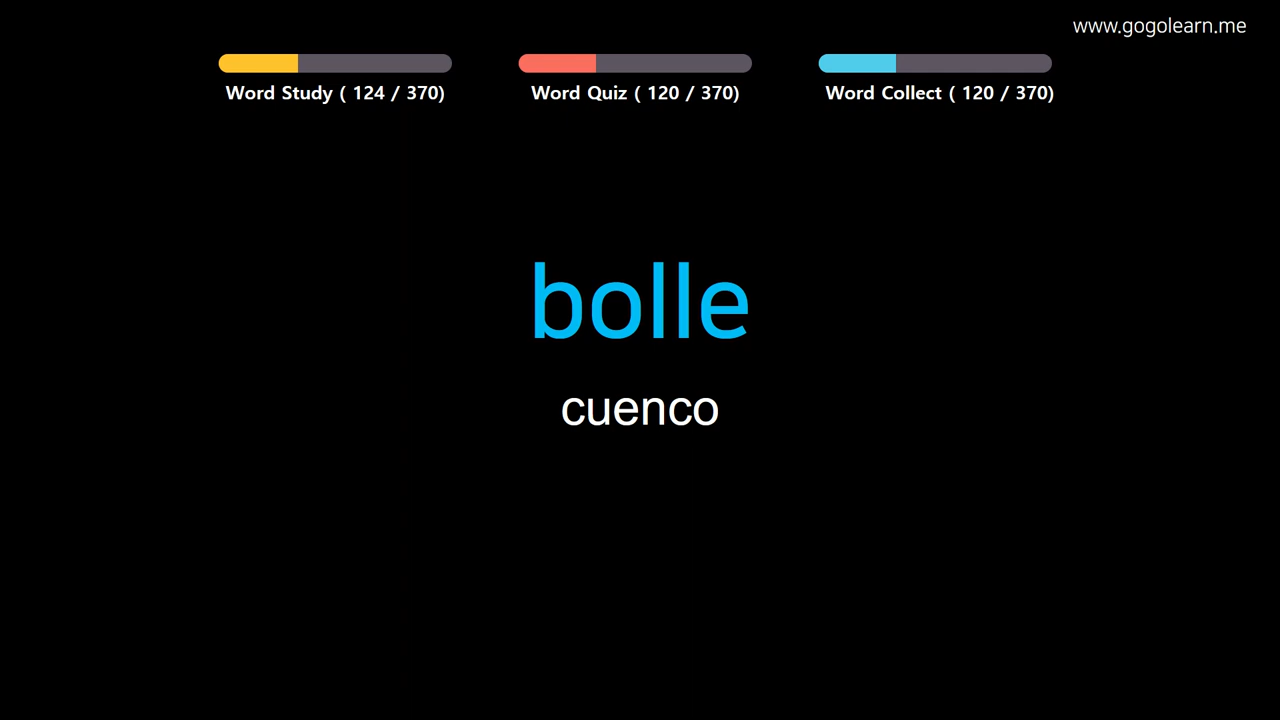 www.gogolearn.me
Word Study ( 124 / 370)
Word Quiz ( 120 / 370)
Word Collect ( 120 / 370)
bolle
cuenco